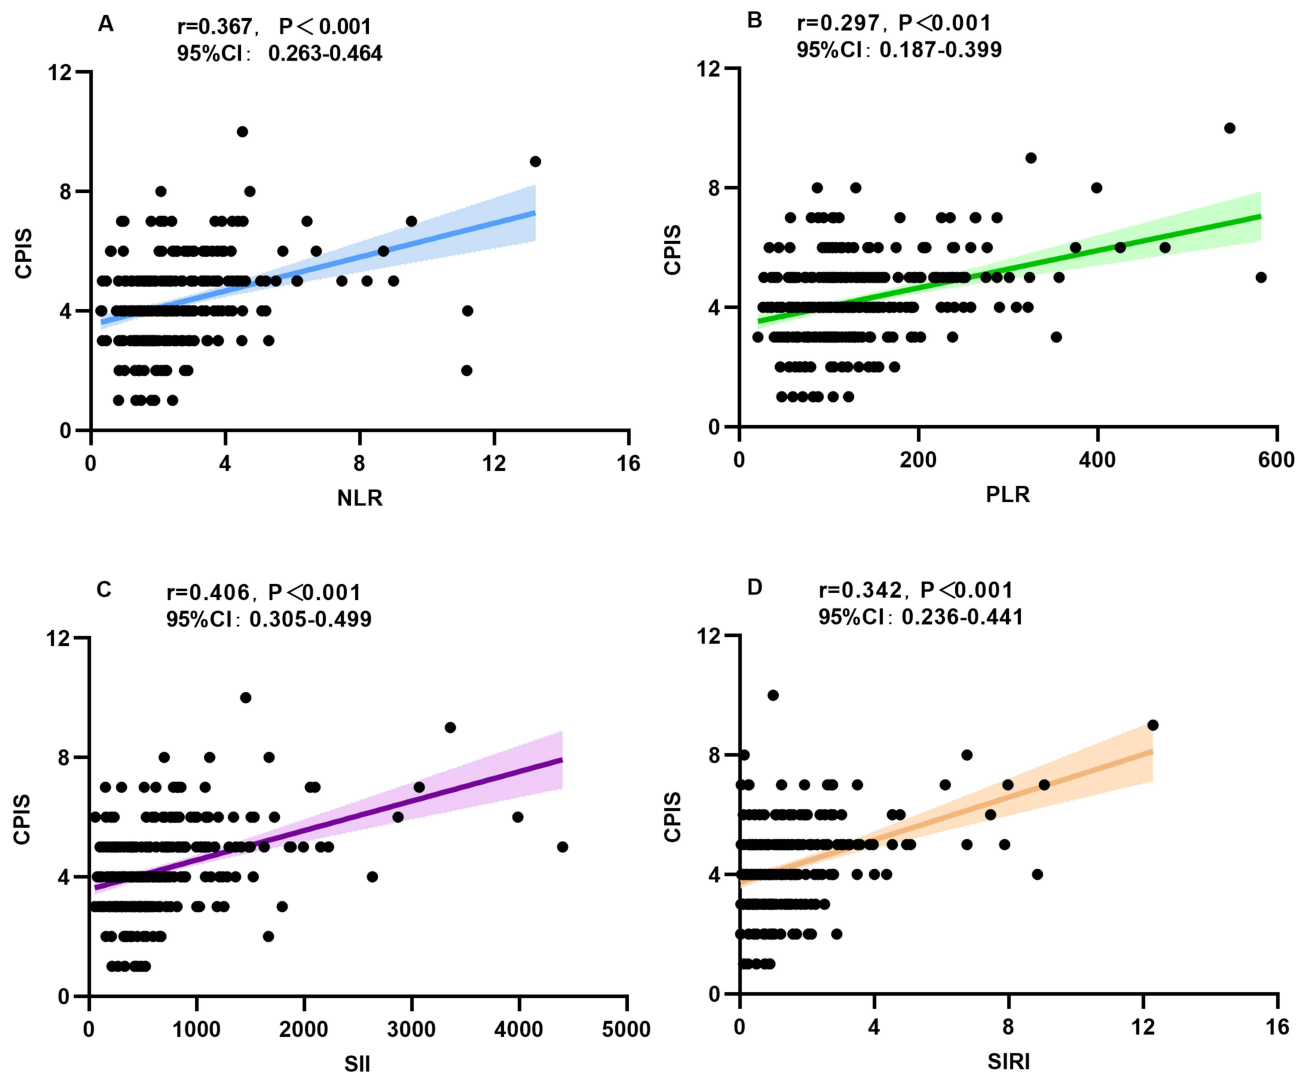 A
r=0.367, P<0.001
95%CI: 0.263-0.464
12
8
4
0
CPIS
0 4 8 12 16
NLR
B
r=0.297, P<0.001
95%CI: 0.187-0.399
12
8
4
0
CPIS
0 200 400 600
PLR
C
r=0.406, P<0.001
95%CI: 0.305-0.499
12
8
4
0
CPIS
0 1000 2000 3000 4000 5000
SII
D
r=0.342, P<0.001
95%CI: 0.236-0.441
12
8
4
0
CPIS
0 4 8 12 16
SIRI